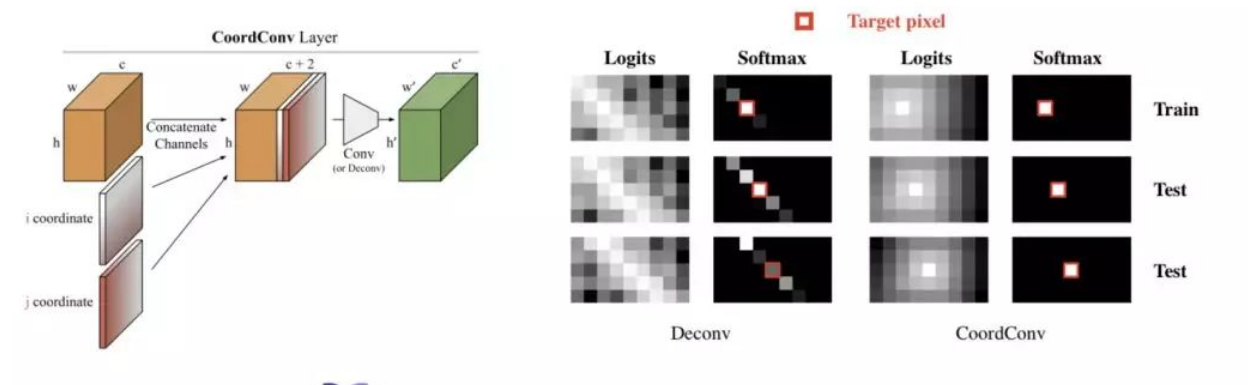 CoordConv Layer
c
w
h
Concatenate
Channels
i coordinate
j coordinate
c + 2
w
h
Conv
(or Deconv)
c'
w'
h'
Target pixel
Logits Softmax Logits Softmax
Train
Test
Test
Deconv CoordConv